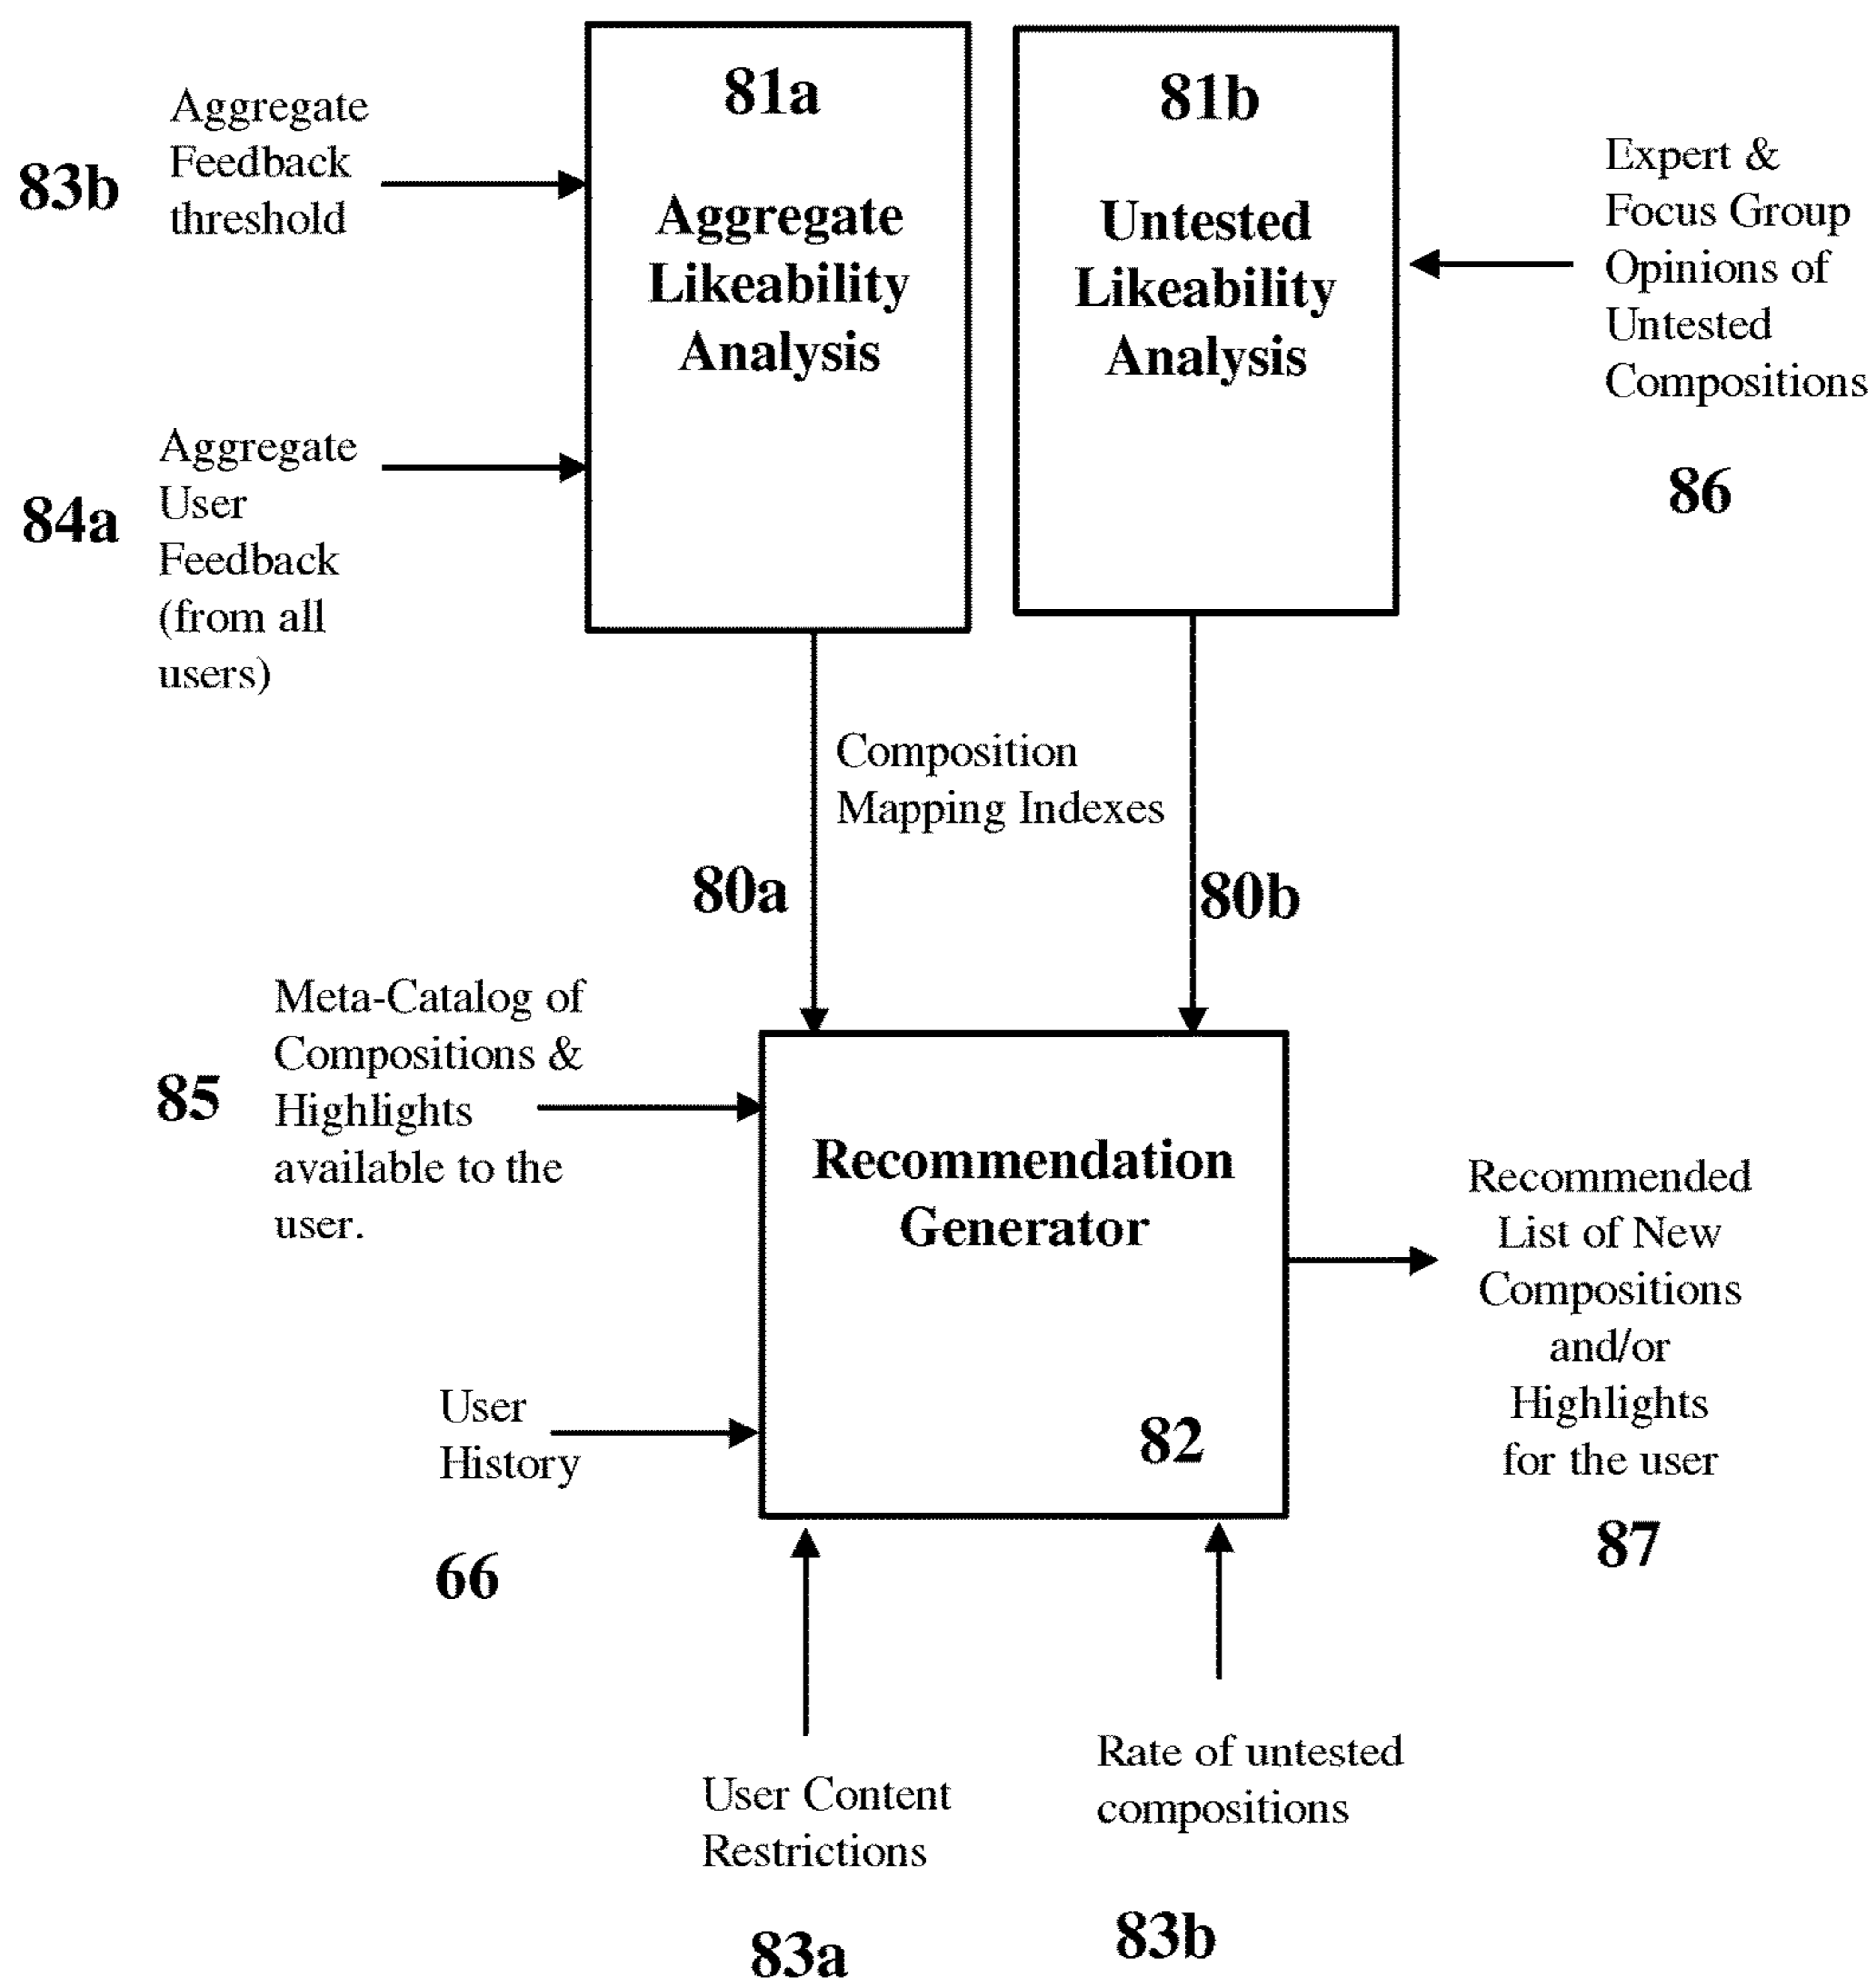 81a
Aggregate
Likeability
Analysis
81b
Untested
Likeability
Analysis
83b
Aggregate
Feedback
threshold
84a
Aggregate
User
Feedback
(from all
users)
Expert &
Focus Group
Opinions of
Untested
Compositions
86
Composition
Mapping Indexes
80a
80b
85
Meta-Catalog of
Compositions &
Highlights
available to the
user.
Recommendation
Generator
82
User
History
66
Recommended
List of New
Compositions
and/or
Highlights
for the user
87
User Content
Restrictions
83a
Rate of untested
compositions
83b